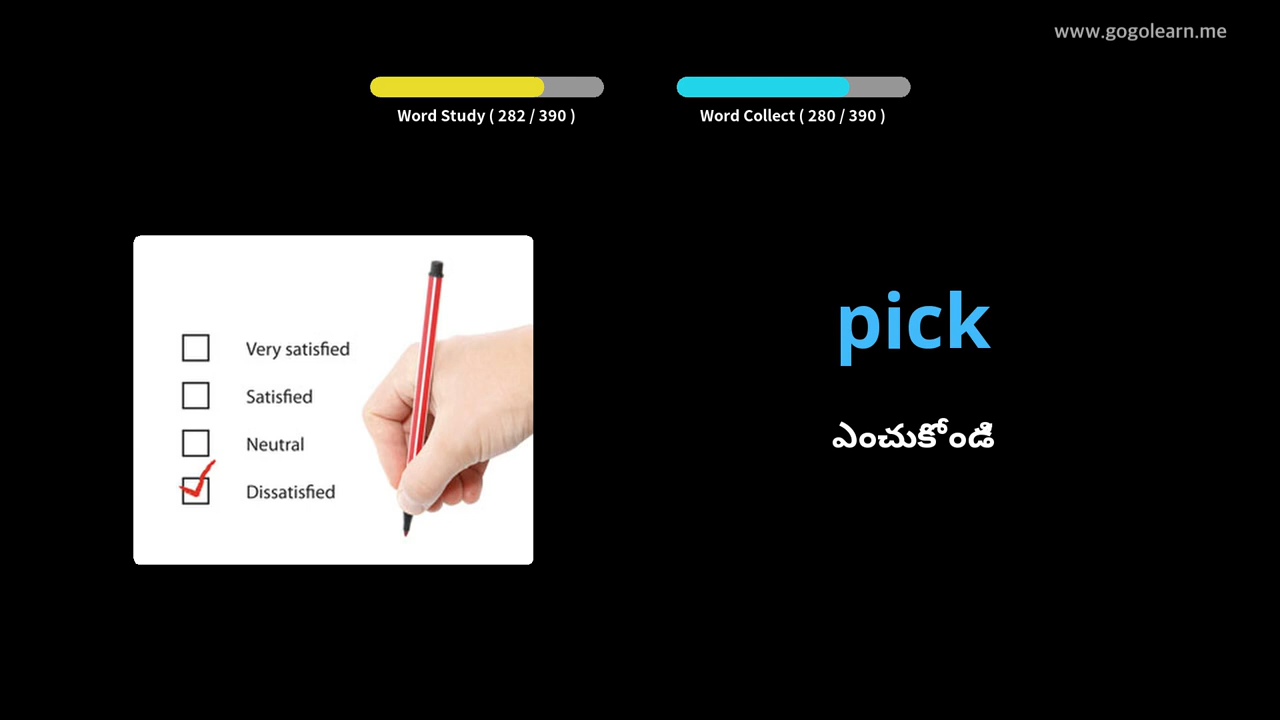 www.gogolearn.me
Word Study ( 282 / 390 )
Word Collect ( 280 / 390 )
Very satisfied
Satisfied
Neutral
Dissatisfied
pick
ఎంచుకోండి